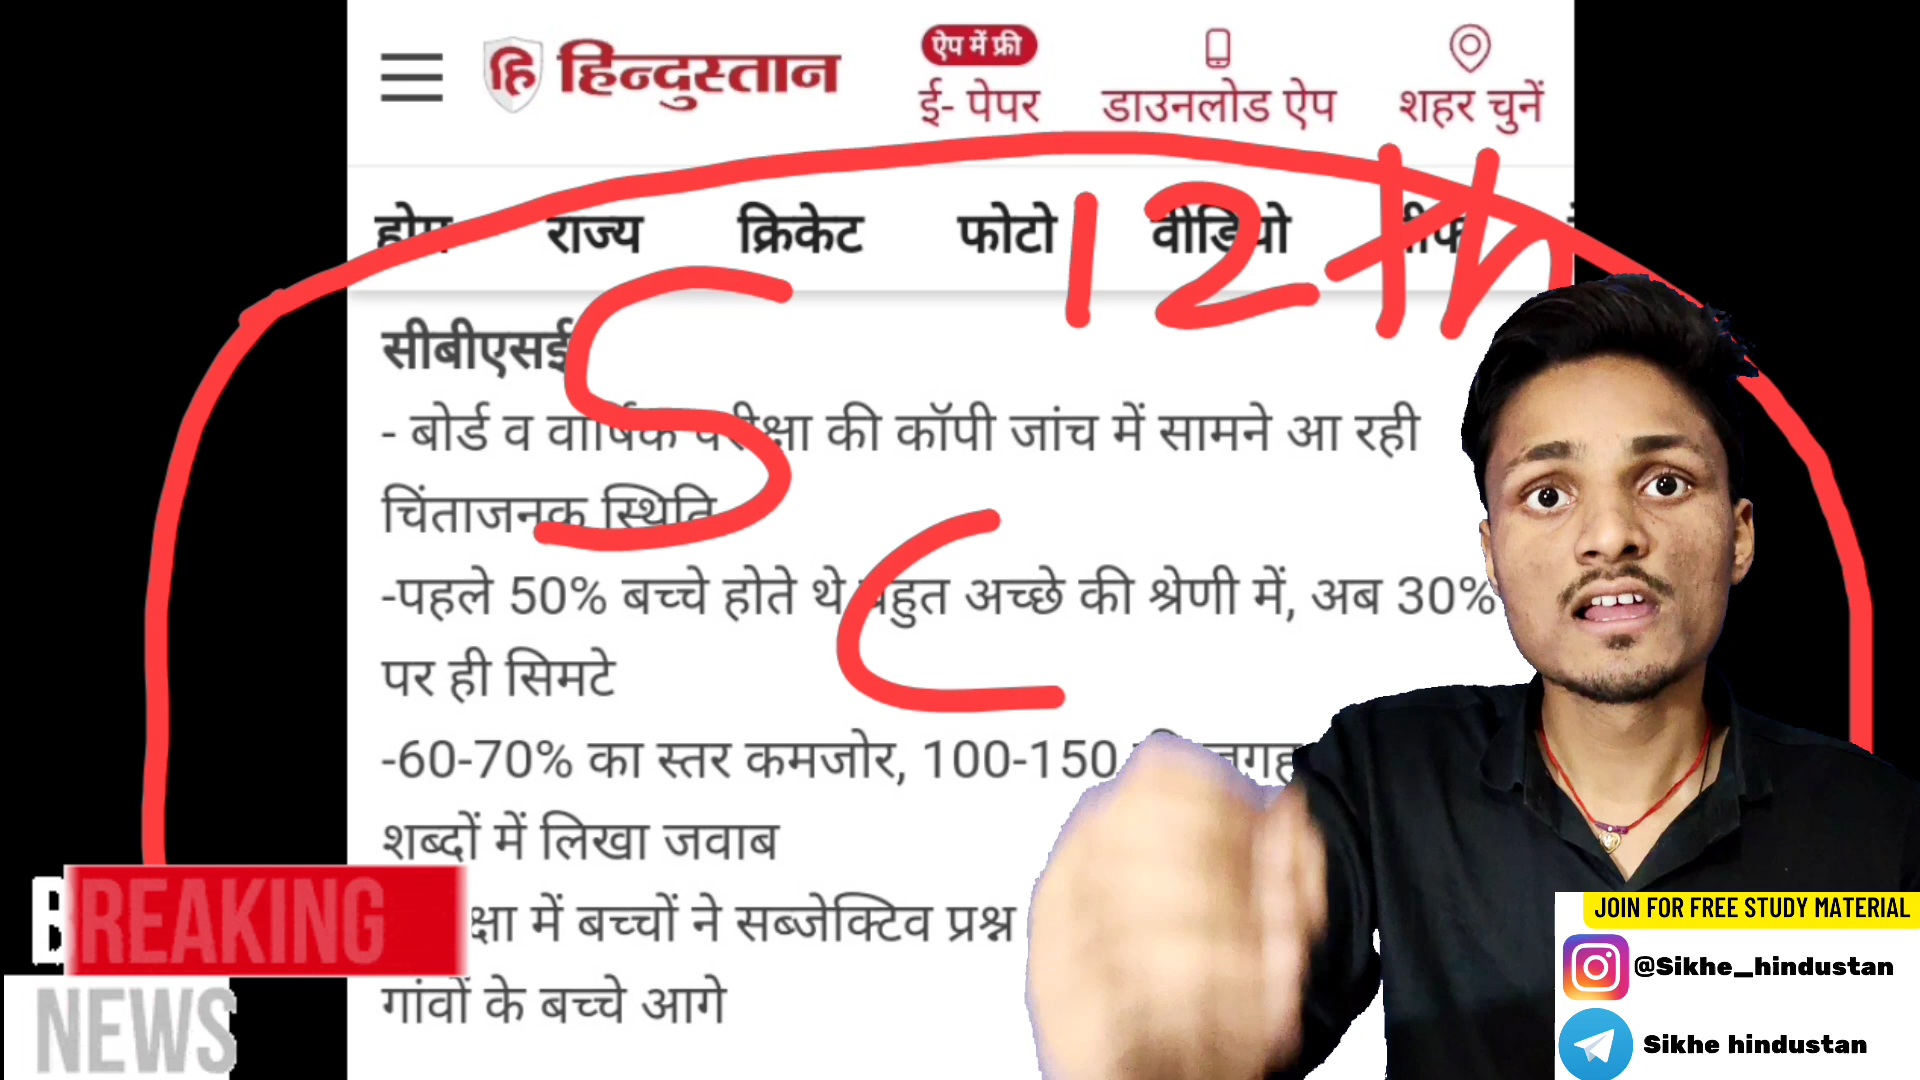 हि हिन्दुस्तान
ऐप में फ्री
ई- पेपर
डाउनलोड ऐप
शहर चुनें
राज्य क्रिकेट फोटो वीडियो
12th
सीबीएसई
S
- बोर्ड व वार्षिक परीक्षा की कॉपी जांच में सामने आ रही
चिंताजनक स्थिति
C
-पहले 50% बच्चे होते थे बहुत अच्छे की श्रेणी में, अब 30%
पर ही सिमटे
-60-70% का स्तर कमजोर, 100-150
शब्दों में लिखा जवाब
में बच्चों ने सब्जेक्टिव प्रश्न
गांवों के बच्चे आगे
BREAKING
NEWS
JOIN FOR FREE STUDY MATERIAL
@Sikhe_hindustan
Sikhe hindustan